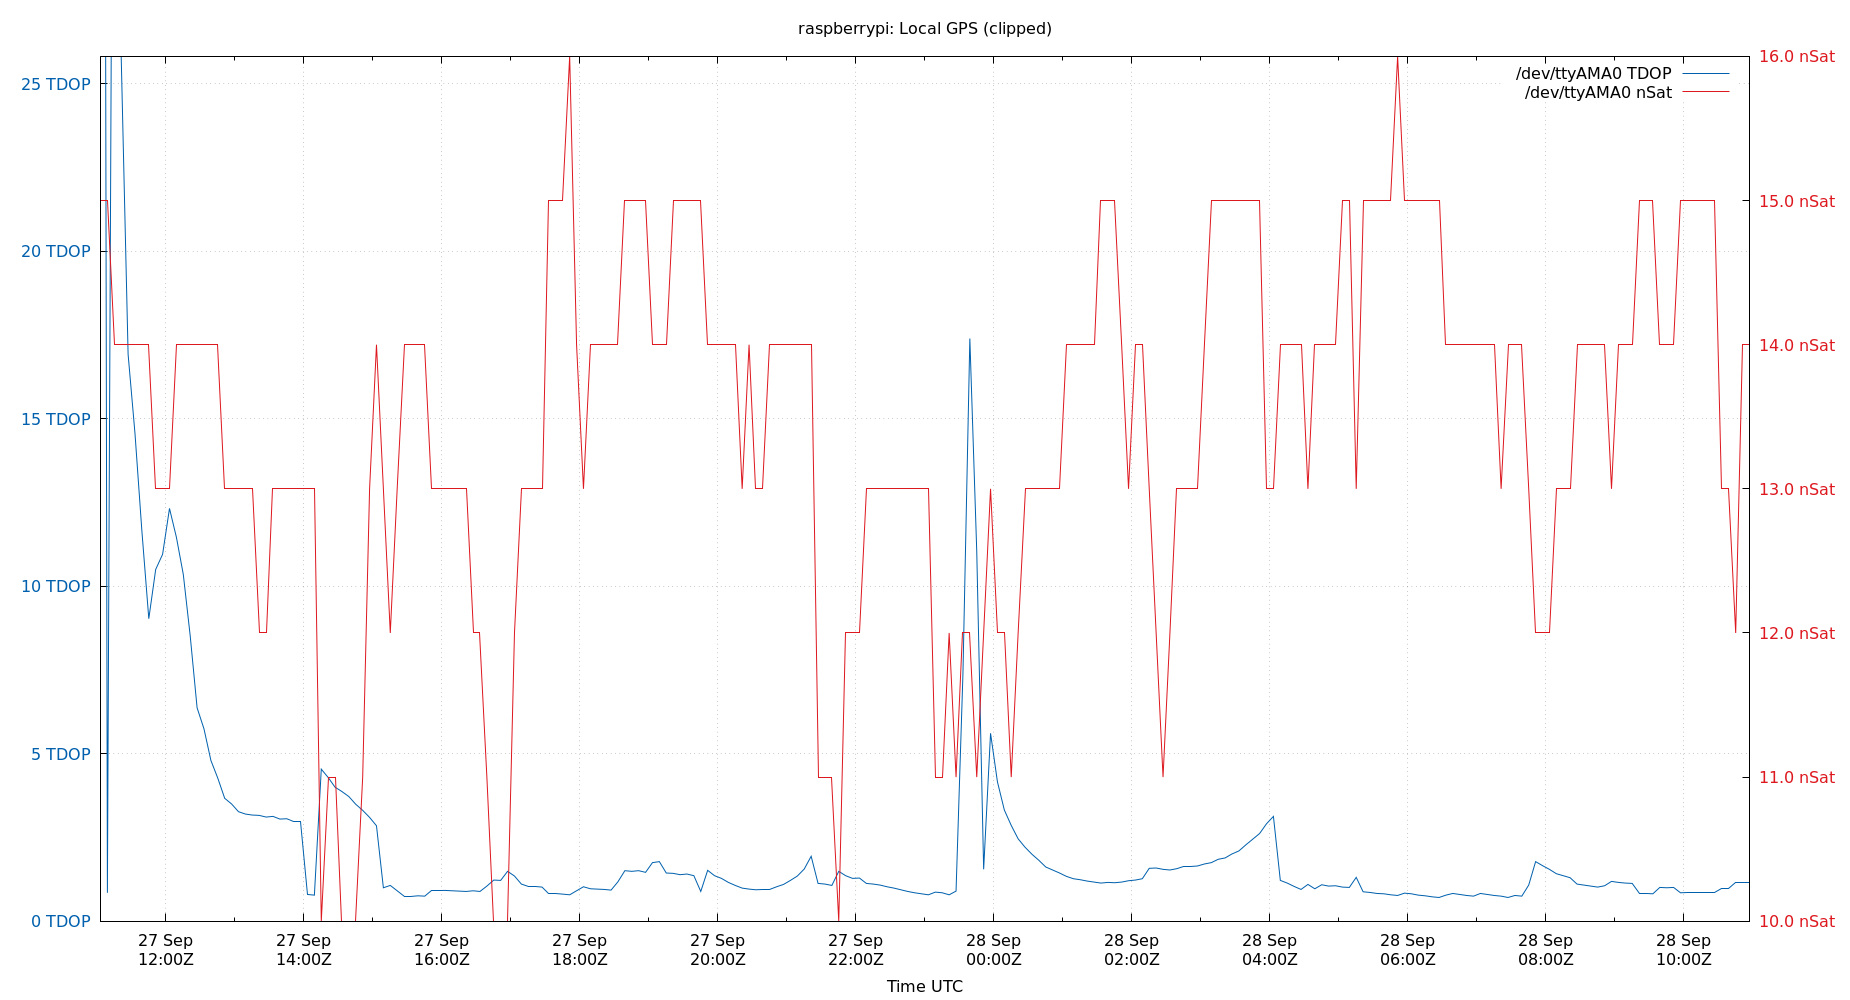 raspberrypi: Local GPS (clipped)
/dev/ttyAMA0 TDOP
/dev/ttyAMA0 nSat
25 TDOP
20 TDOP
15 TDOP
10 TDOP
5 TDOP
0 TDOP
16.0 nSat
15.0 nSat
14.0 nSat
13.0 nSat
12.0 nSat
11.0 nSat
10.0 nSat
27 Sep
12:00Z
27 Sep
14:00Z
27 Sep
16:00Z
27 Sep
18:00Z
27 Sep
20:00Z
27 Sep
22:00Z
28 Sep
00:00Z
28 Sep
02:00Z
28 Sep
04:00Z
28 Sep
06:00Z
28 Sep
08:00Z
28 Sep
10:00Z
Time UTC